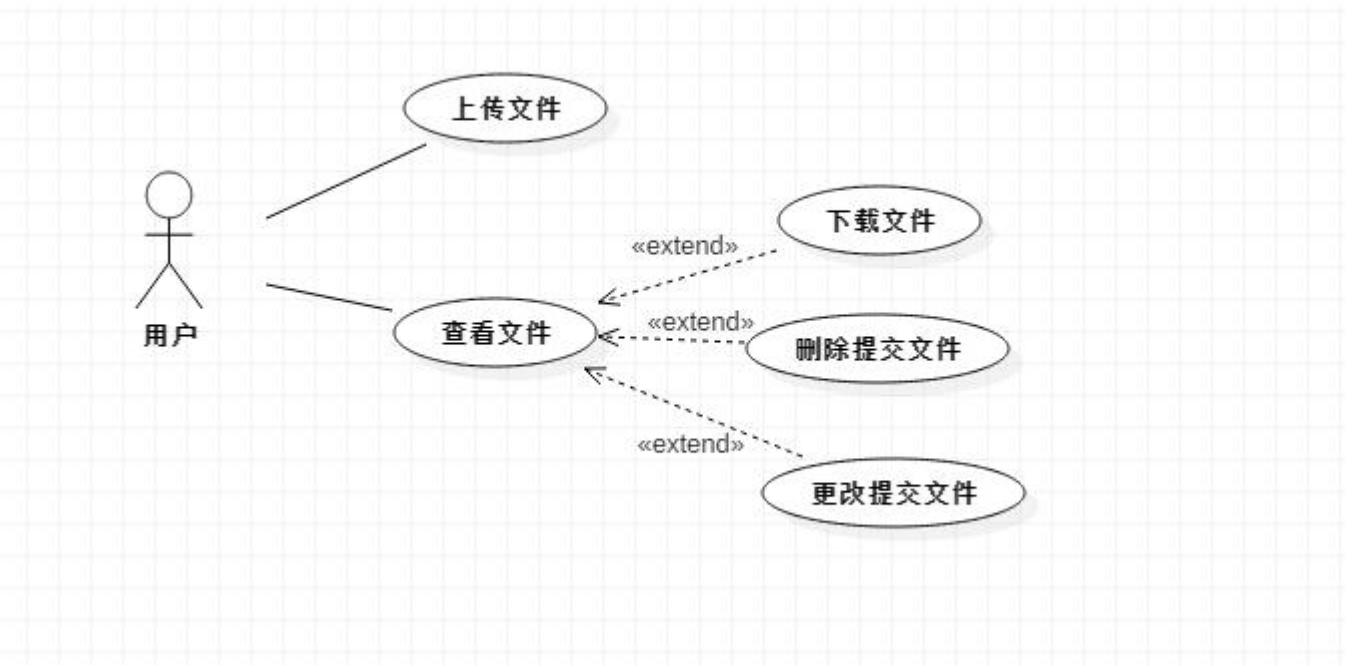 上传文件
下载文件
«extend»
«extend»
查看文件
删除提交文件
用户
«extend»
更改提交文件